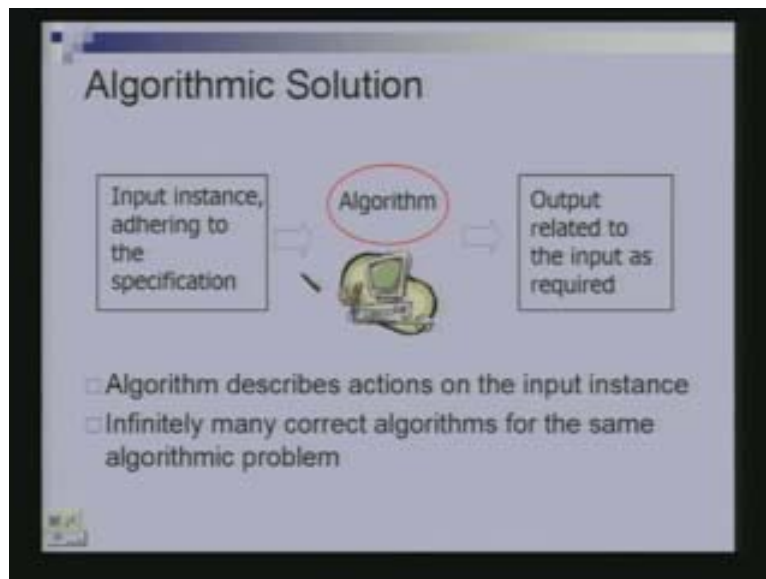 Algorithmic Solution
Input instance,
adhering to
the
specification
Algorithm
Output
related to
the input as
required
Algorithm describes actions on the input instance
Infinitely many correct algorithms for the same
algorithmic problem